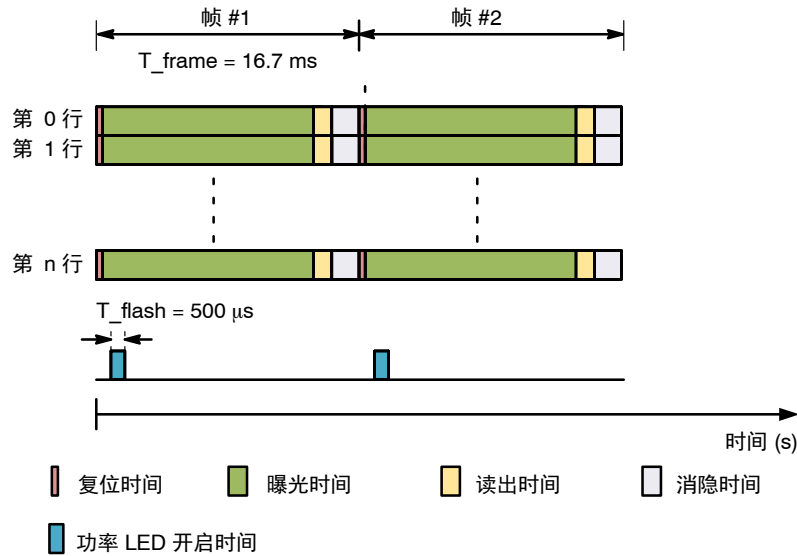 帧 #1
帧 #2
T_frame = 16.7 ms
第 0 行
第 1 行
第 n 行
T_flash = 500 μs
时间 (s)
复位时间
曝光时间
读出时间
消隐时间
功率 LED 开启时间